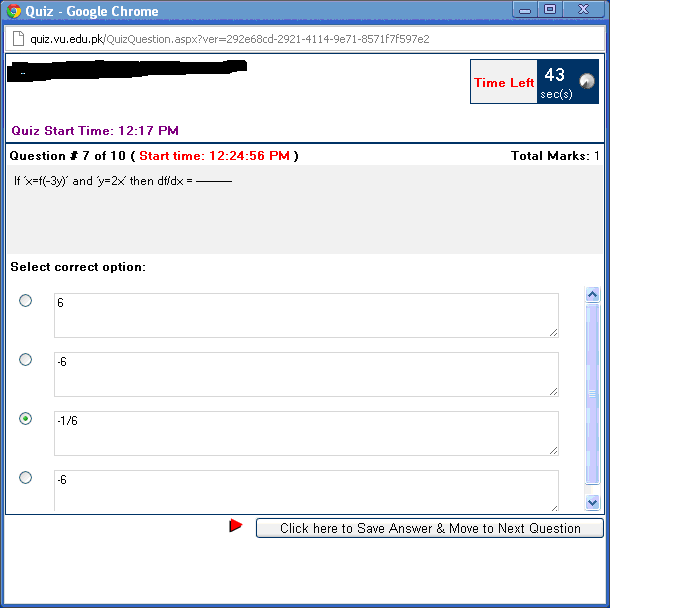 Quiz - Google Chrome
quiz.vu.edu.pk/QuizQuestion.aspx?ver=292e68cd-2921-4114-9e71-8571f7f597e2
Time Left 43
sec(s)
Quiz Start Time: 12:17 PM
Question # 7 of 10 ( Start time: 12:24:56 PM ) Total Marks: 1
If ´x=f(-3y)´ and ´y=2x´ then df/dx = ———
Select correct option:
6
-6
-1/6
-6
Click here to Save Answer & Move to Next Question